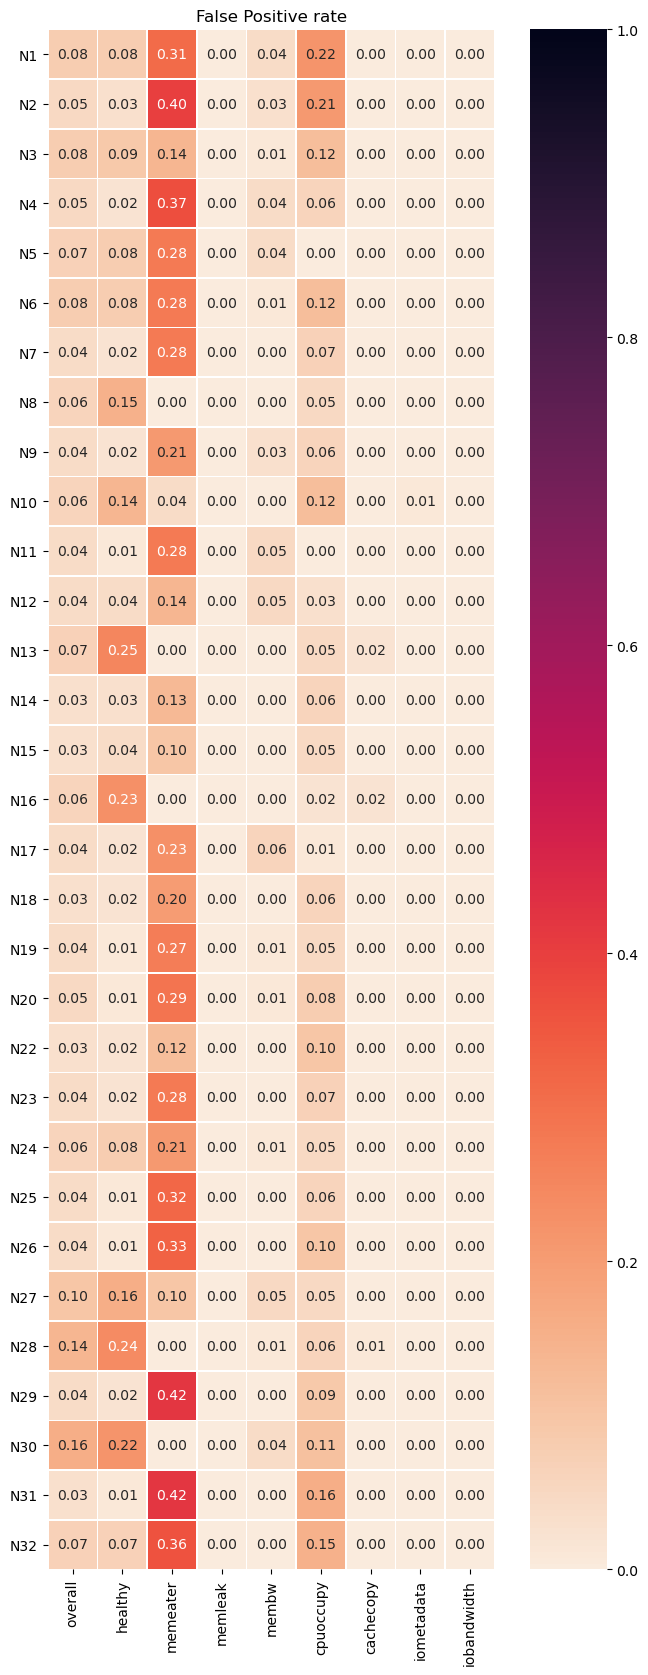 False Positive rate
N1 0.08 0.08 0.31 0.00 0.04 0.22 0.00 0.00 0.00
N2 0.05 0.03 0.40 0.00 0.03 0.21 0.00 0.00 0.00
N3 0.08 0.09 0.14 0.00 0.01 0.12 0.00 0.00 0.00
N4 0.05 0.02 0.37 0.00 0.04 0.06 0.00 0.00 0.00
N5 0.07 0.08 0.28 0.00 0.04 0.00 0.00 0.00 0.00
N6 0.08 0.08 0.28 0.00 0.01 0.12 0.00 0.00 0.00
N7 0.04 0.02 0.28 0.00 0.00 0.07 0.00 0.00 0.00
N8 0.06 0.15 0.00 0.00 0.00 0.05 0.00 0.00 0.00
N9 0.04 0.02 0.21 0.00 0.03 0.06 0.00 0.00 0.00
N10 0.06 0.14 0.04 0.00 0.00 0.12 0.00 0.01 0.00
N11 0.04 0.01 0.28 0.00 0.05 0.00 0.00 0.00 0.00
N12 0.04 0.04 0.14 0.00 0.05 0.03 0.00 0.00 0.00
N13 0.07 0.25 0.00 0.00 0.00 0.05 0.02 0.00 0.00
N14 0.03 0.03 0.13 0.00 0.00 0.06 0.00 0.00 0.00
N15 0.03 0.04 0.10 0.00 0.00 0.05 0.00 0.00 0.00
N16 0.06 0.23 0.00 0.00 0.00 0.02 0.02 0.00 0.00
N17 0.04 0.02 0.23 0.00 0.06 0.01 0.00 0.00 0.00
N18 0.03 0.02 0.20 0.00 0.00 0.06 0.00 0.00 0.00
N19 0.04 0.01 0.27 0.00 0.01 0.05 0.00 0.00 0.00
N20 0.05 0.01 0.29 0.00 0.01 0.08 0.00 0.00 0.00
N22 0.03 0.02 0.12 0.00 0.00 0.10 0.00 0.00 0.00
N23 0.04 0.02 0.28 0.00 0.00 0.07 0.00 0.00 0.00
N24 0.06 0.08 0.21 0.00 0.01 0.05 0.00 0.00 0.00
N25 0.04 0.01 0.32 0.00 0.00 0.06 0.00 0.00 0.00
N26 0.04 0.01 0.33 0.00 0.00 0.10 0.00 0.00 0.00
N27 0.10 0.16 0.10 0.00 0.05 0.05 0.00 0.00 0.00
N28 0.14 0.24 0.00 0.00 0.01 0.06 0.01 0.00 0.00
N29 0.04 0.02 0.42 0.00 0.00 0.09 0.00 0.00 0.00
N30 0.16 0.22 0.00 0.00 0.04 0.11 0.00 0.00 0.00
N31 0.03 0.01 0.42 0.00 0.00 0.16 0.00 0.00 0.00
N32 0.07 0.07 0.36 0.00 0.00 0.15 0.00 0.00 0.00
overall
healthy
memeater
memleak
membw
cpuoccupy
cachecopy
iometadata
iobandwidth
1.0
0.8
0.6
0.4
0.2
0.0